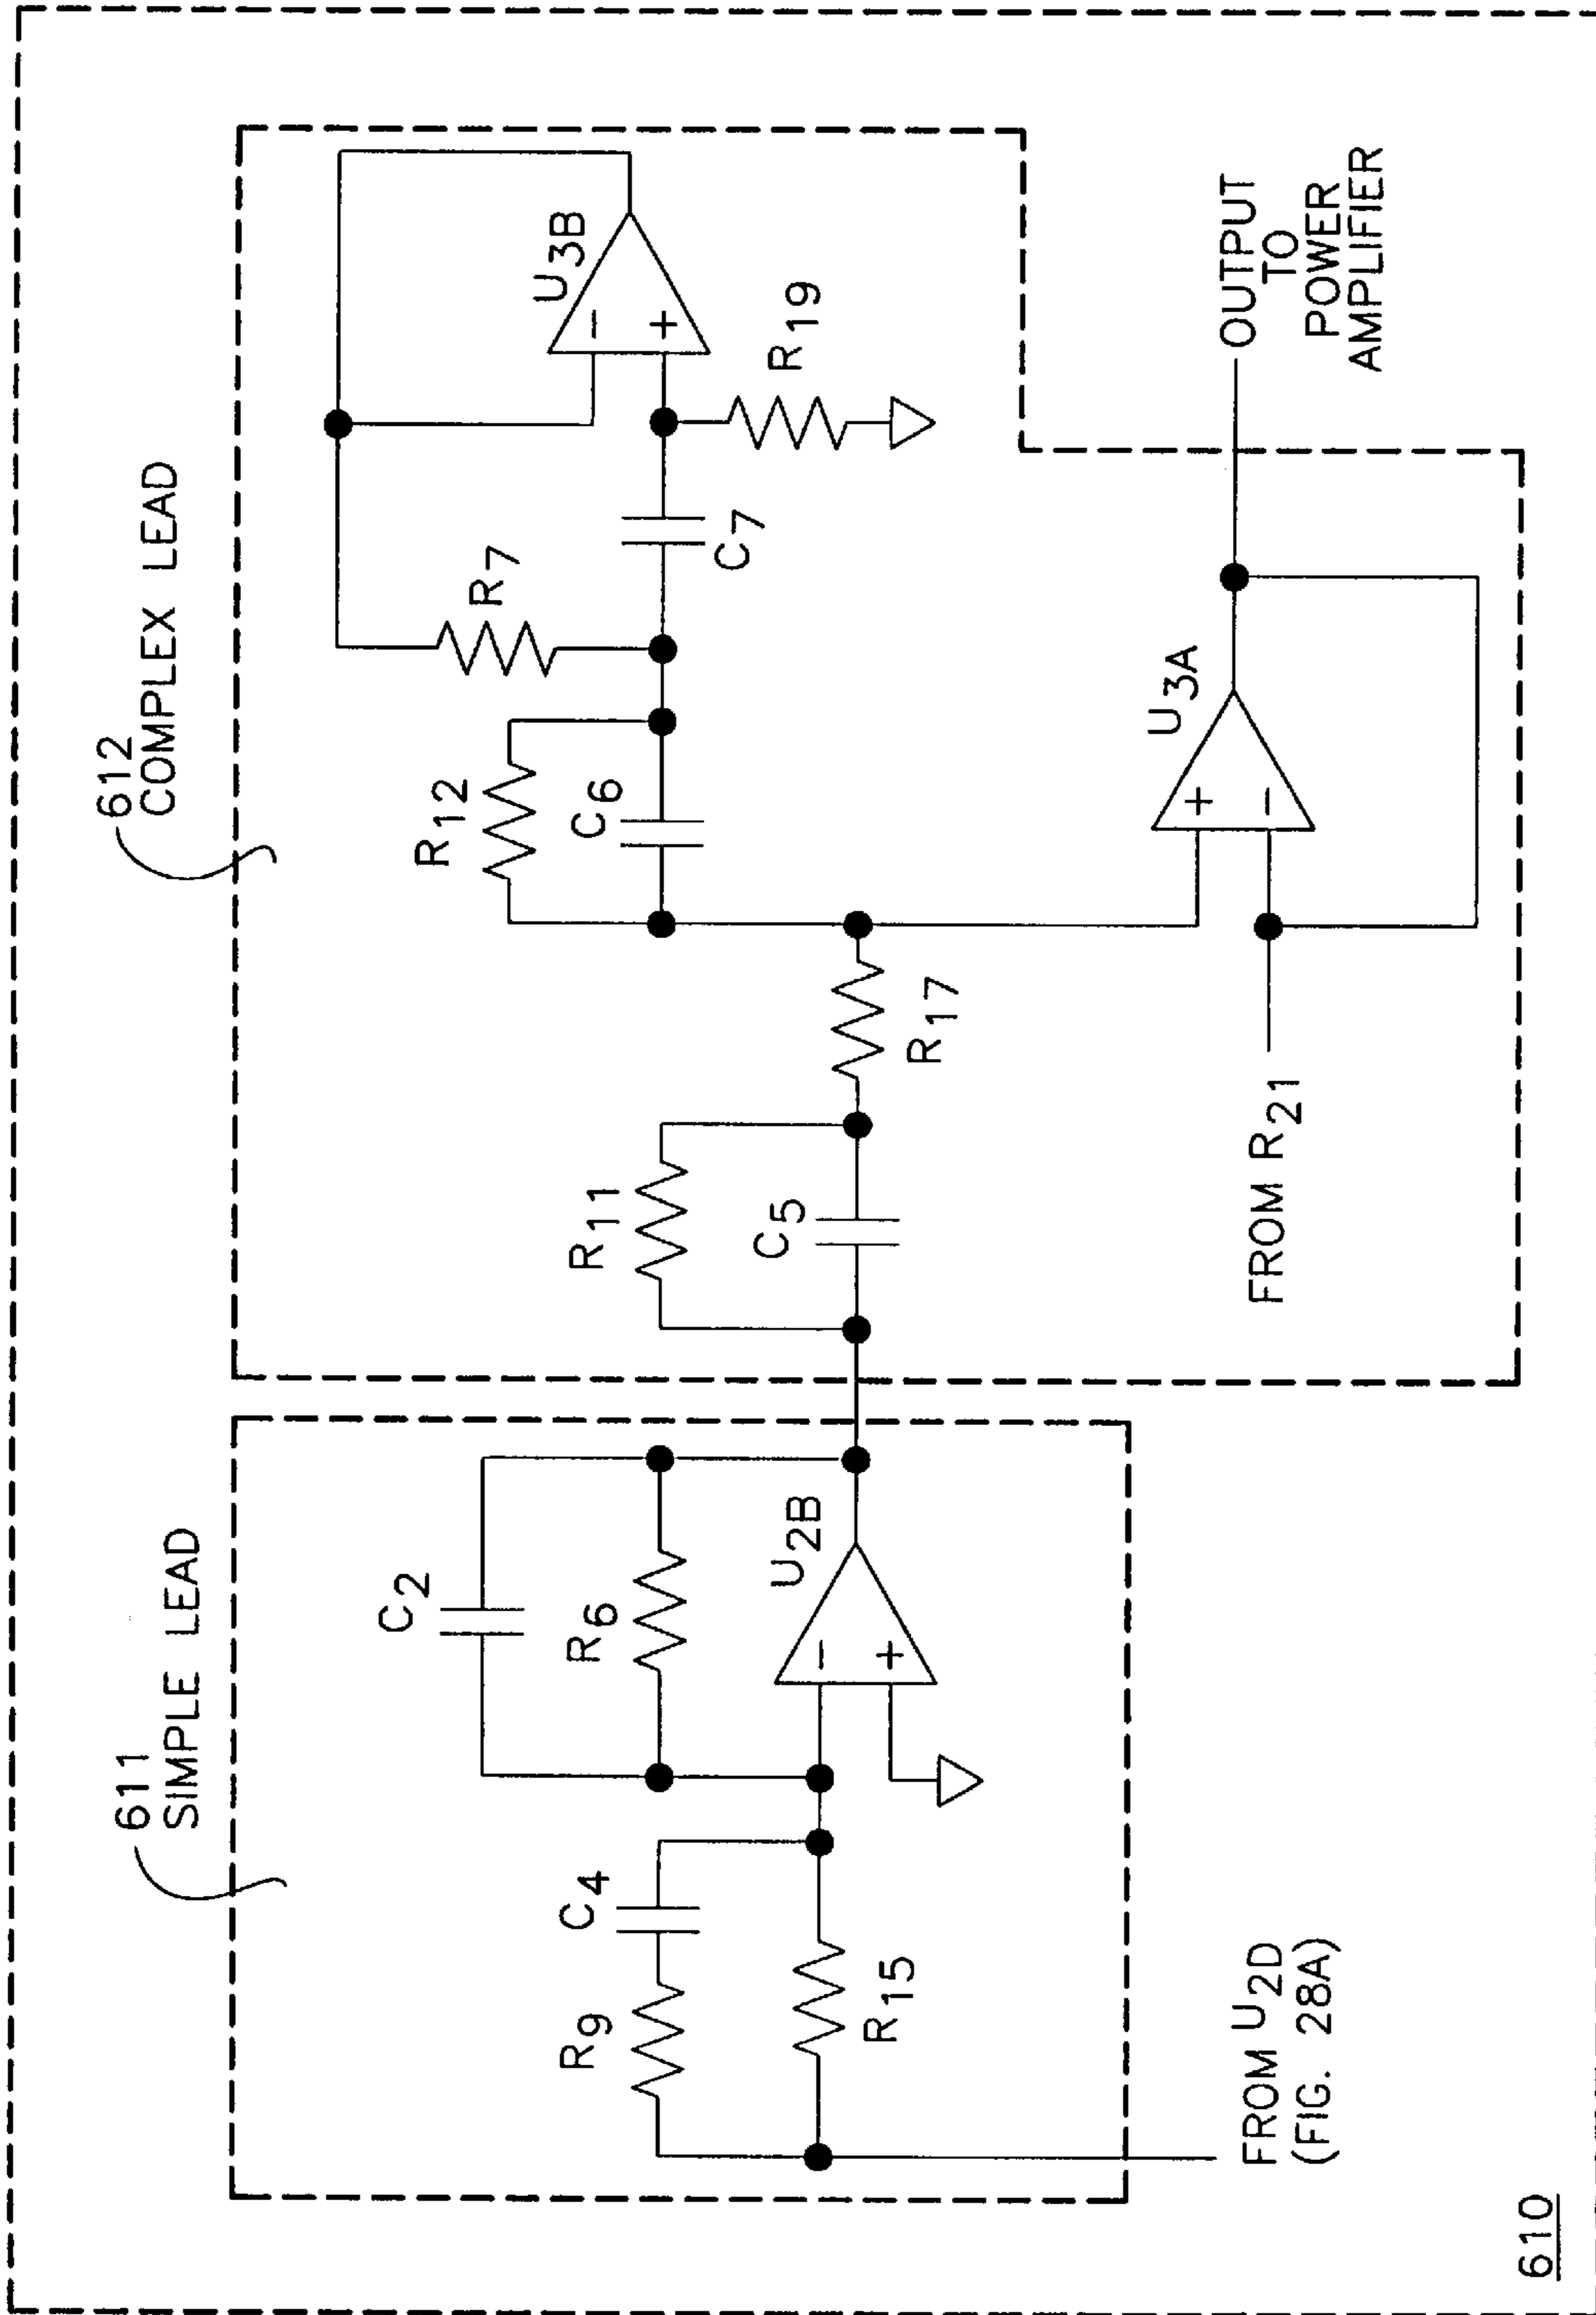 611
SIMPLE LEAD
612
COMPLEX LEAD
C2
R6
C4
R9
R15
U2B
−
+
R11
C5
R17
R12
C6
R7
C7
U3B
−
+
R19
U3A
+
−
FROM R21
OUTPUT
TO
POWER
AMPLIFIER
FROM U2D
(FIG. 28A)
610